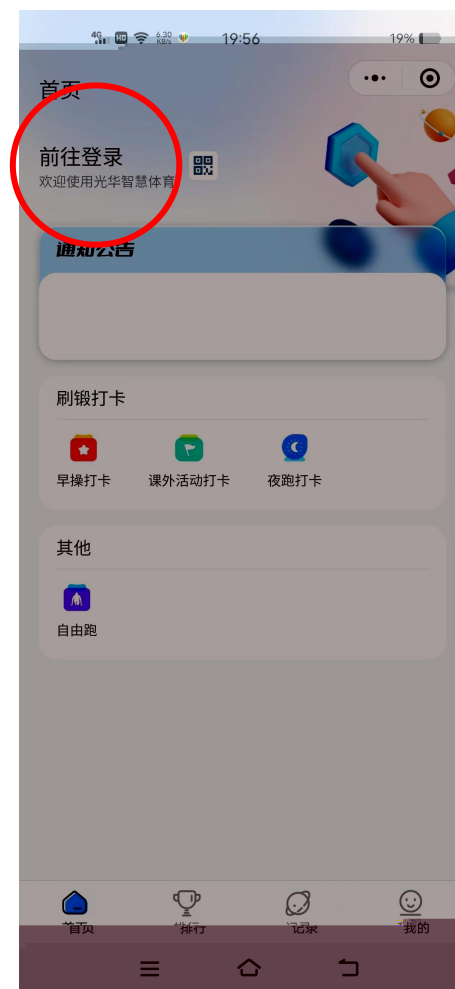 4G HD 6.30 KB/s 19:56 19%
首页
前往登录
欢迎使用光华智慧体育
通知公告
刷锻打卡
早操打卡 课外活动打卡 夜跑打卡
其他
自由跑
首页 排行 记录 我的